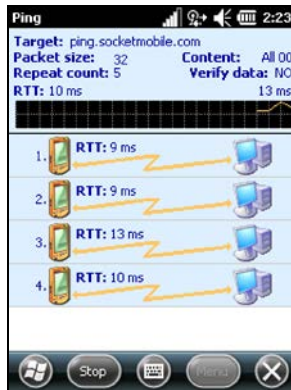 Ping 2:23
Target: ping.socketmobile.com
Packet size: 32 Content: All 00
Repeat count: 5 Verify data: NO
RTT: 10 ms 13 ms
1. RTT: 9 ms
2. RTT: 9 ms
3. RTT: 13 ms
4. RTT: 10 ms
Stop Menu